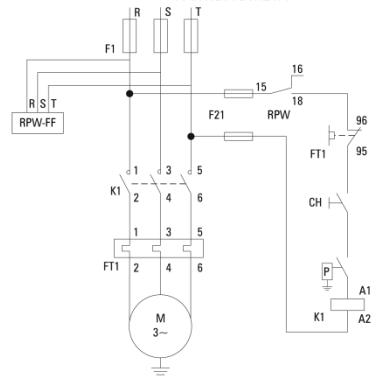 R S T
F1
16
R S T
15
RPW-FF
F21 RPW 18
96
FT1
95
1 3 5
K1
2 4 6
CH
1 3 5
P
FT1 2 4 6
A1
K1 A2
M
3~